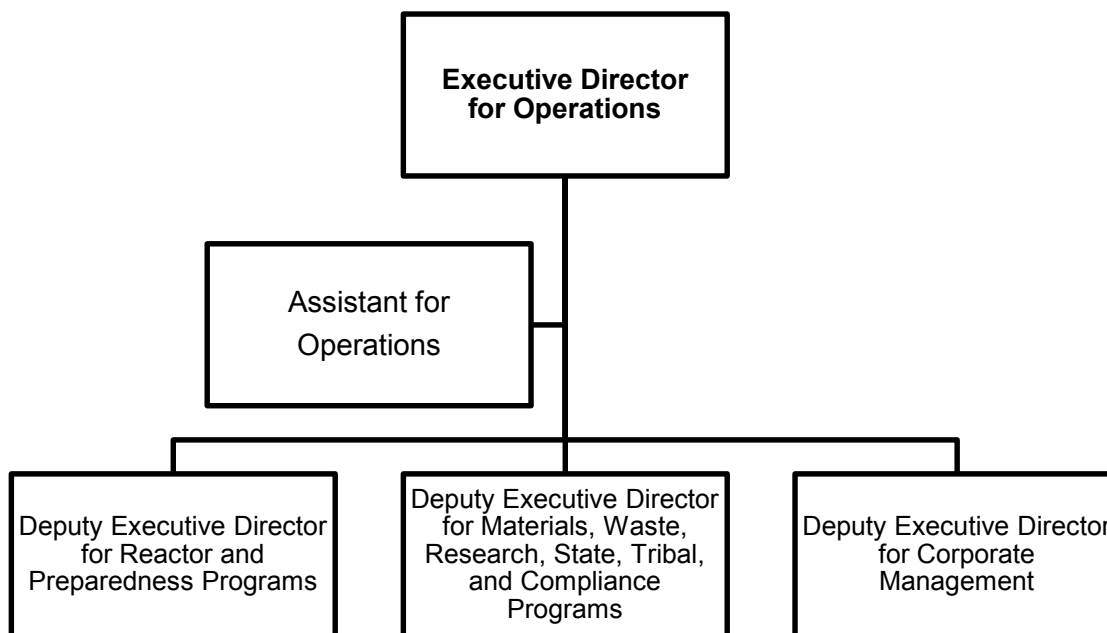 Executive Director
for Operations
Assistant for
Operations
Deputy Executive Director
for Reactor and
Preparedness Programs
Deputy Executive Director
for Materials, Waste,
Research, State, Tribal,
and Compliance
Programs
Deputy Executive Director
for Corporate
Management